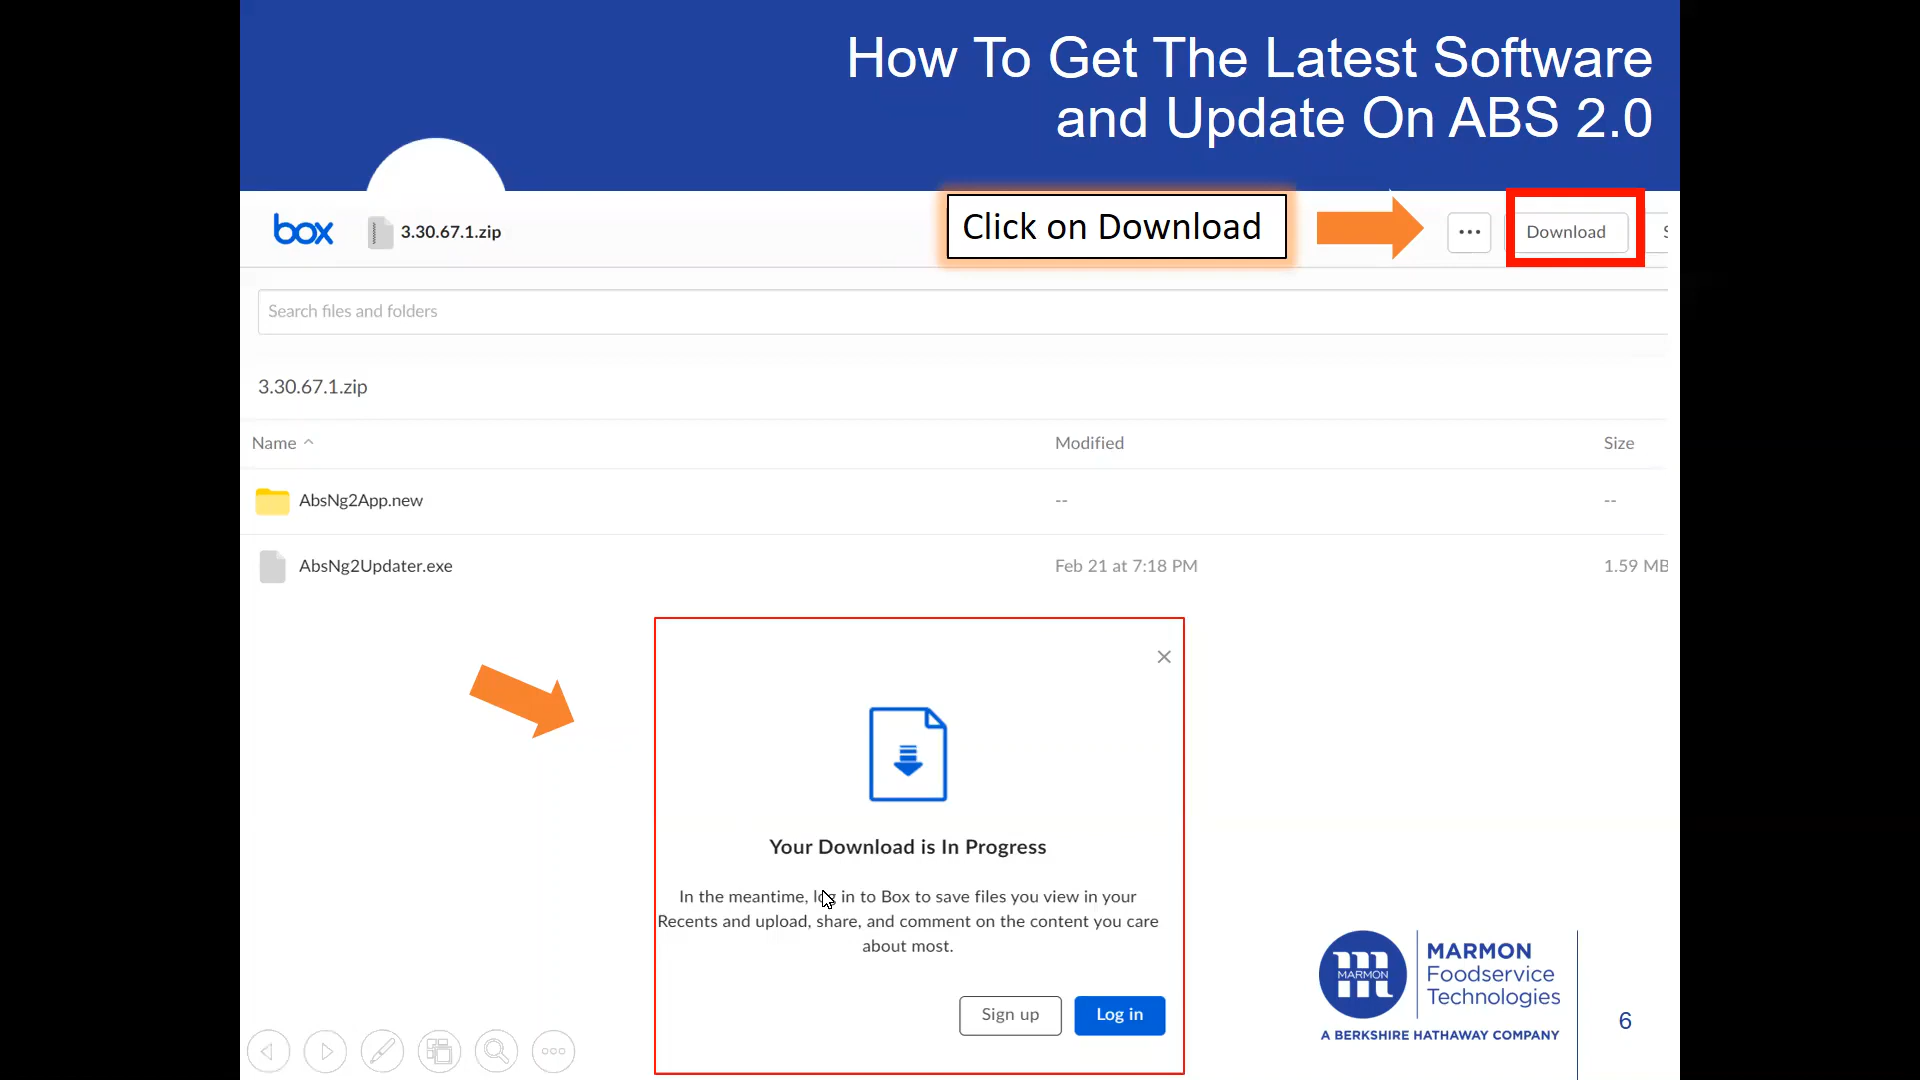 How To Get The Latest Software
and Update On ABS 2.0
box
3.30.67.1.zip
Click on Download
Download
S
Search files and folders
3.30.67.1.zip
Name
Modified
Size
AbsNg2App.new
--
--
AbsNg2Updater.exe
Feb 21 at 7:18 PM
1.59 MB
Your Download is In Progress
In the meantime, log in to Box to save files you view in your
Recents and upload, share, and comment on the content you care
about most.
Sign up
Log in
MARMON
MARMON
Foodservice
Technologies
A BERKSHIRE HATHAWAY COMPANY
6